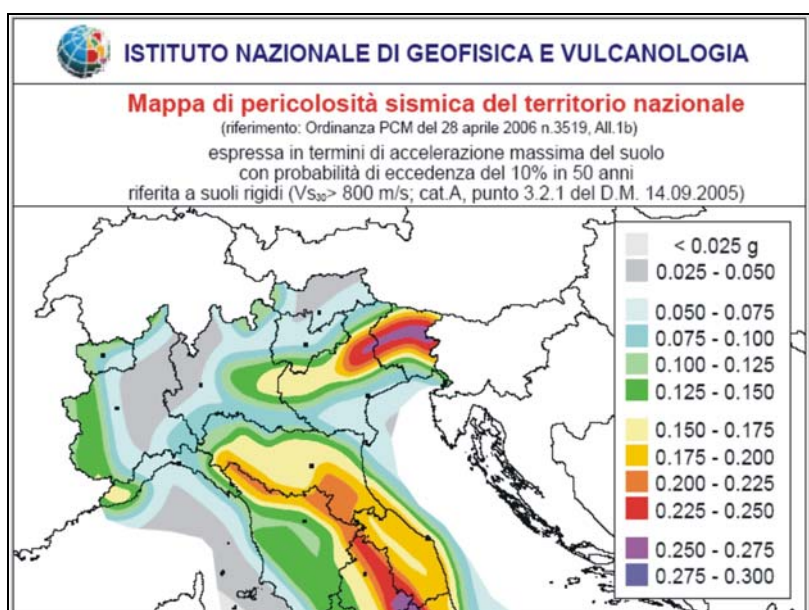 ISTITUTO NAZIONALE DI GEOFISICA E VULCANOLOGIA
Mappa di pericolosità sismica del territorio nazionale
(riferimento: Ordinanza PCM del 28 aprile 2006 n.3519, All.1b)
espressa in termini di accelerazione massima del suolo
con probabilità di eccedenza del 10% in 50 anni
riferita a suoli rigidi (Vs₃₀> 800 m/s; cat.A, punto 3.2.1 del D.M. 14.09.2005)
< 0.025 g
0.025 - 0.050
0.050 - 0.075
0.075 - 0.100
0.100 - 0.125
0.125 - 0.150
0.150 - 0.175
0.175 - 0.200
0.200 - 0.225
0.225 - 0.250
0.250 - 0.275
0.275 - 0.300